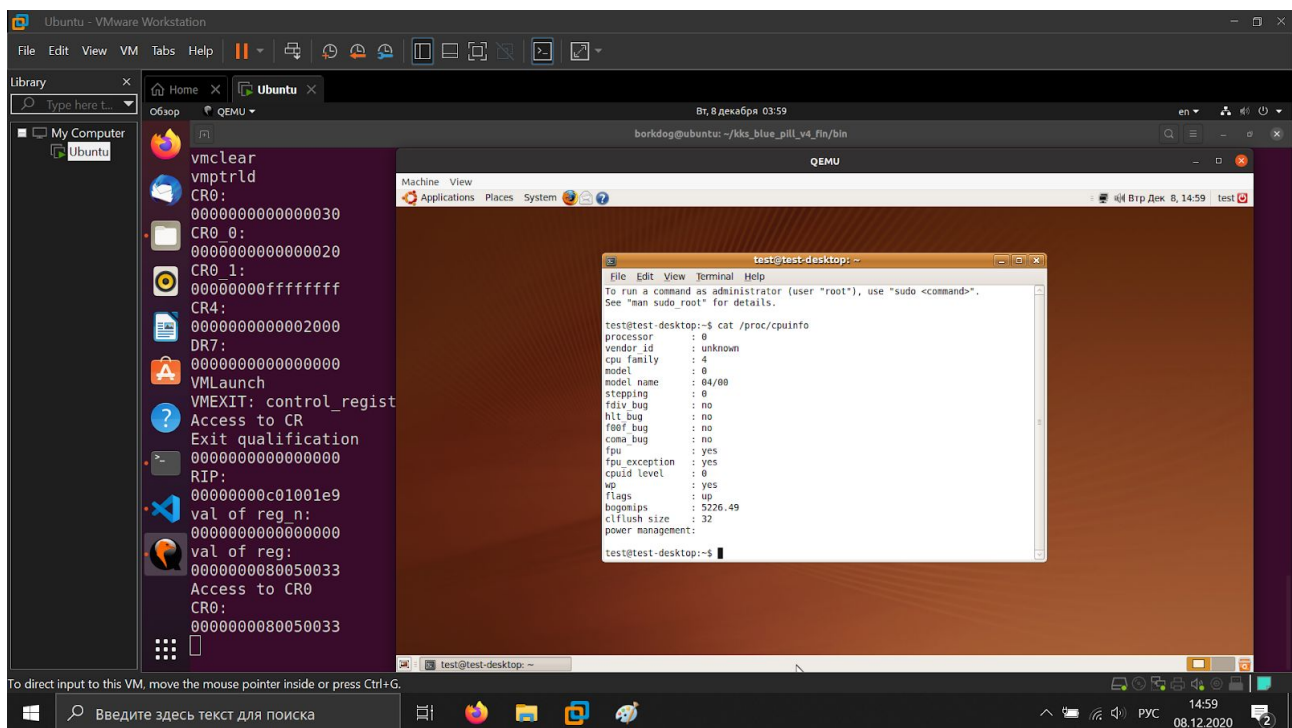 Ubuntu - VMware Workstation
File Edit View VM Tabs Help
Library
Home
Ubuntu
Type here t...
Обзор QEMU Вт, 8 декабря 03:59 en
My Computer
Ubuntu
borkdog@ubuntu: ~/kks_blue_pill_v4_fin/bin
vmclear
vmptrld
CR0:
0000000000000030
CR0_0:
0000000000000020
CR0_1:
00000000ffffffff
CR4:
0000000000002000
DR7:
0000000000000000
VMLaunch
VMEXIT: control_regist
Access to CR
Exit qualification
0000000000000000
RIP:
00000000c01001e9
val of reg_n:
0000000000000000
val of reg:
0000000080050033
Access to CR0
CR0:
0000000080050033
QEMU
Machine View
Applications Places System Втр Дек 8, 14:59 test
test@test-desktop: ~
File Edit View Terminal Help
To run a command as administrator (user "root"), use "sudo <command>".
See "man sudo_root" for details.
test@test-desktop:~$ cat /proc/cpuinfo
processor : 0
vendor_id : unknown
cpu family : 4
model : 0
model name : 04/00
stepping : 0
fdiv_bug : no
hlt_bug : no
f00f_bug : no
coma_bug : no
fpu : yes
fpu_exception : yes
cpuid level : 0
wp : yes
flags : up
bogomips : 5226.49
clflush size : 32
power management:
test@test-desktop:~$
test@test-desktop: ~
To direct input to this VM, move the mouse pointer inside or press Ctrl+G.
Введите здесь текст для поиска
РУС
14:59
08.12.2020
2